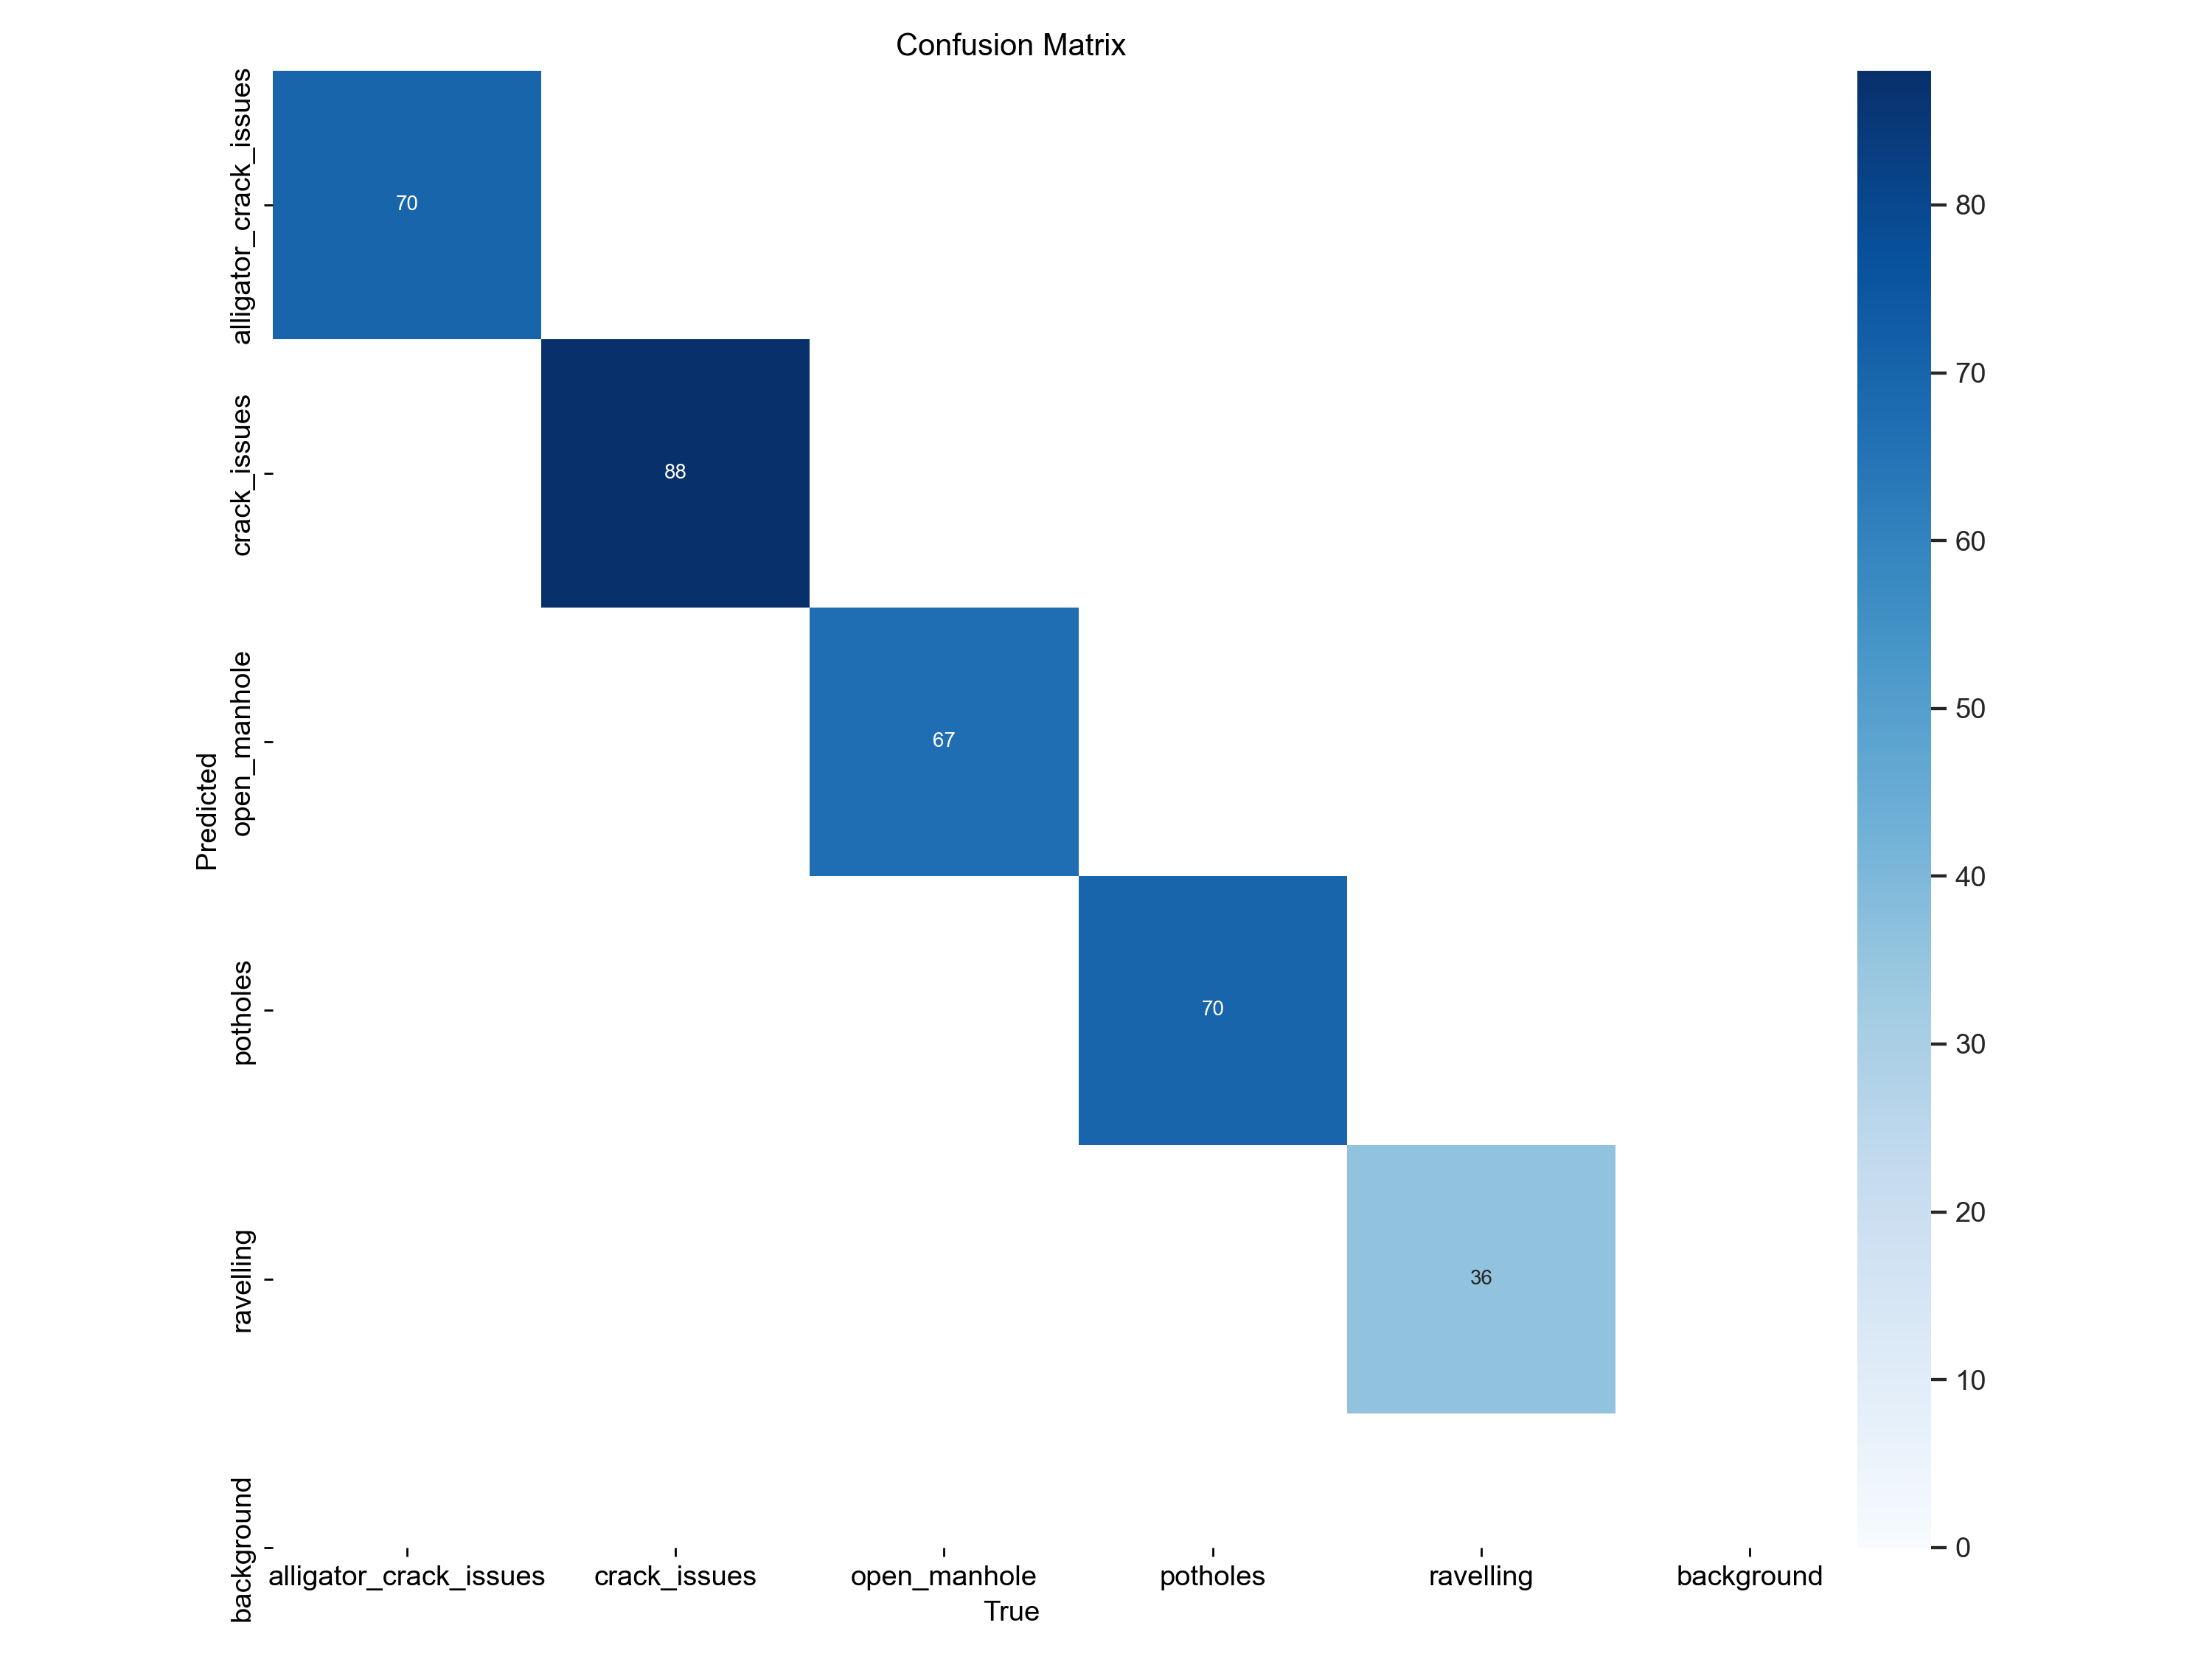 Confusion Matrix
alligator_crack_issues
crack_issues
open_manhole
potholes
ravelling
background
Predicted
70
88
67
70
36
alligator_crack_issues
crack_issues
open_manhole
potholes
ravelling
background
True
80
70
60
50
40
30
20
10
0